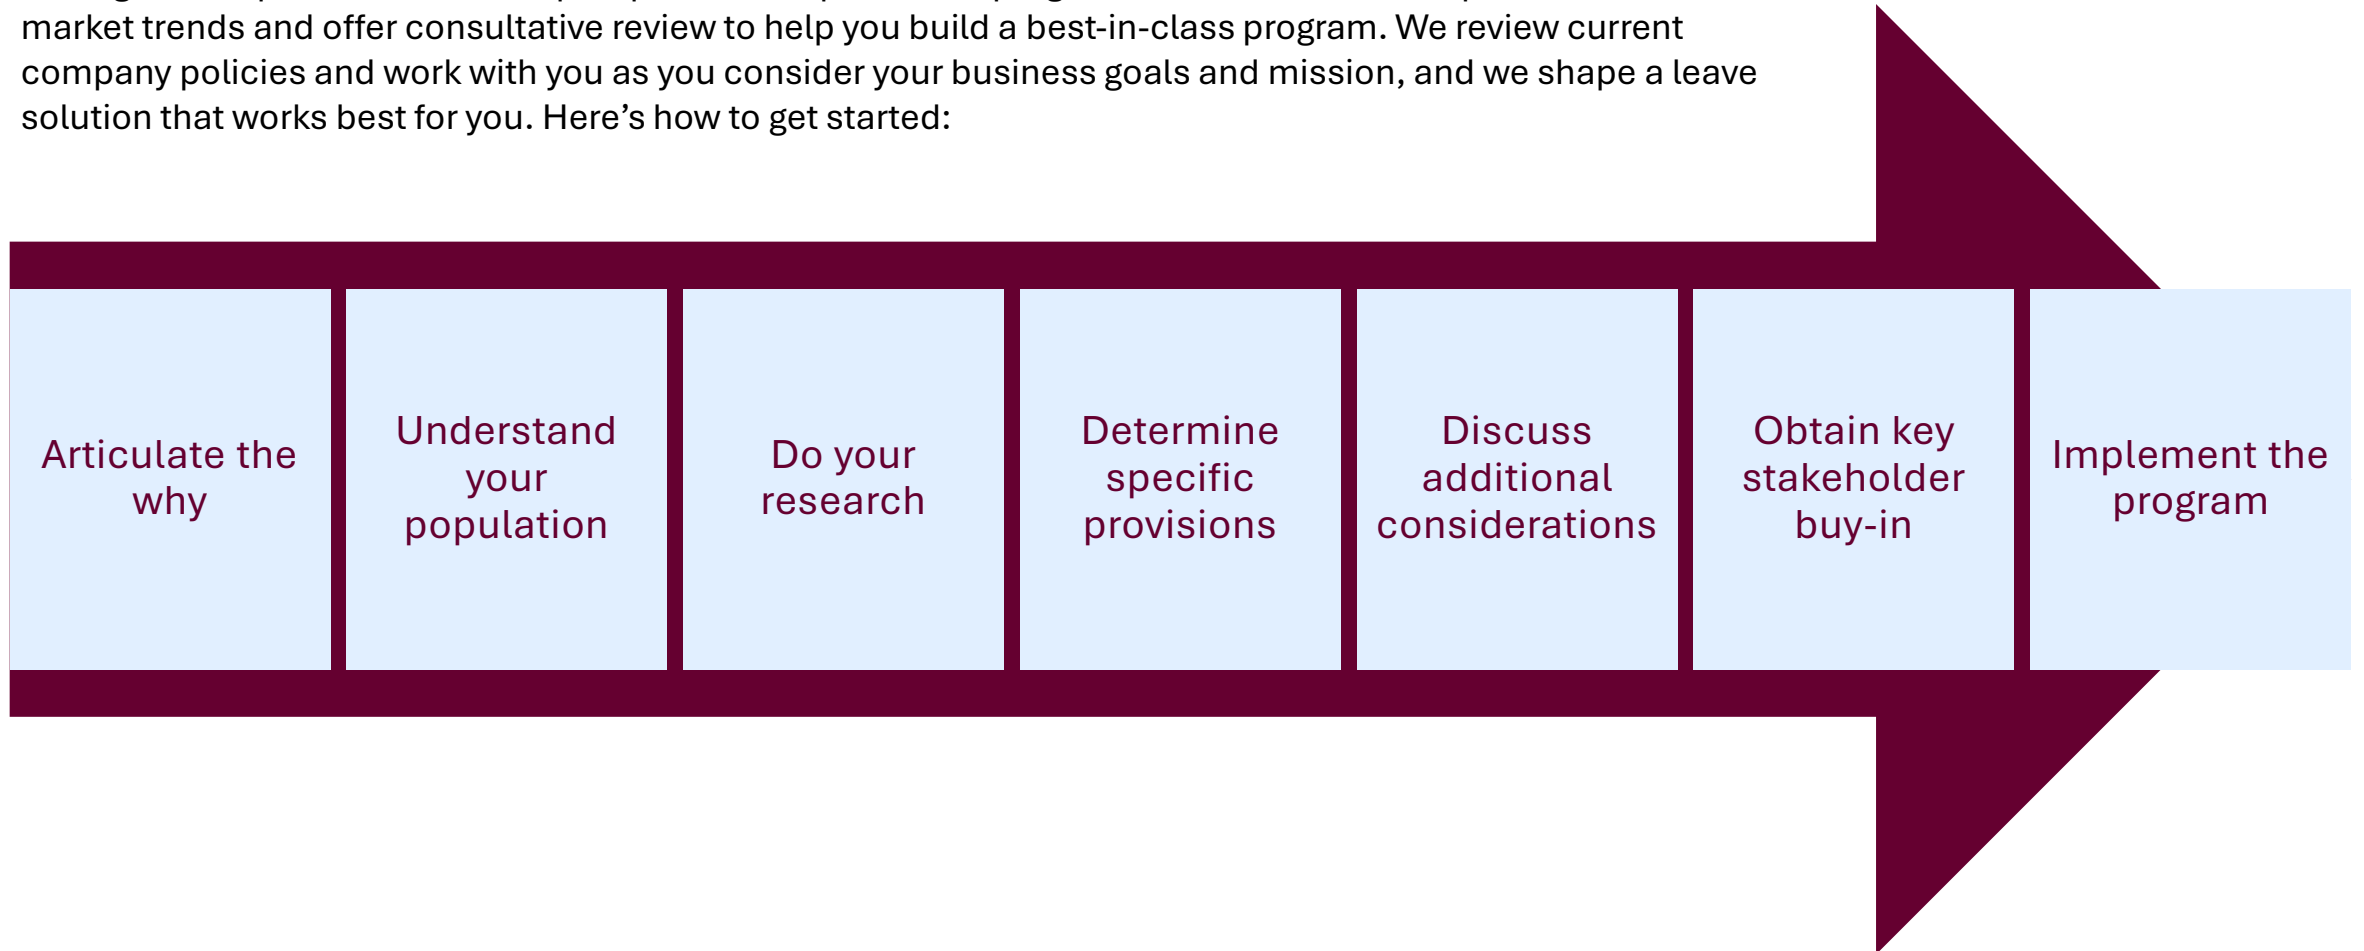 market trends and offer consultative review to help you build a best-in-class program. We review current
company policies and work with you as you consider your business goals and mission, and we shape a leave
solution that works best for you. Here’s how to get started:
Articulate the
why
Understand
your
population
Do your
research
Determine
specific
provisions
Discuss
additional
considerations
Obtain key
stakeholder
buy-in
Implement the
program